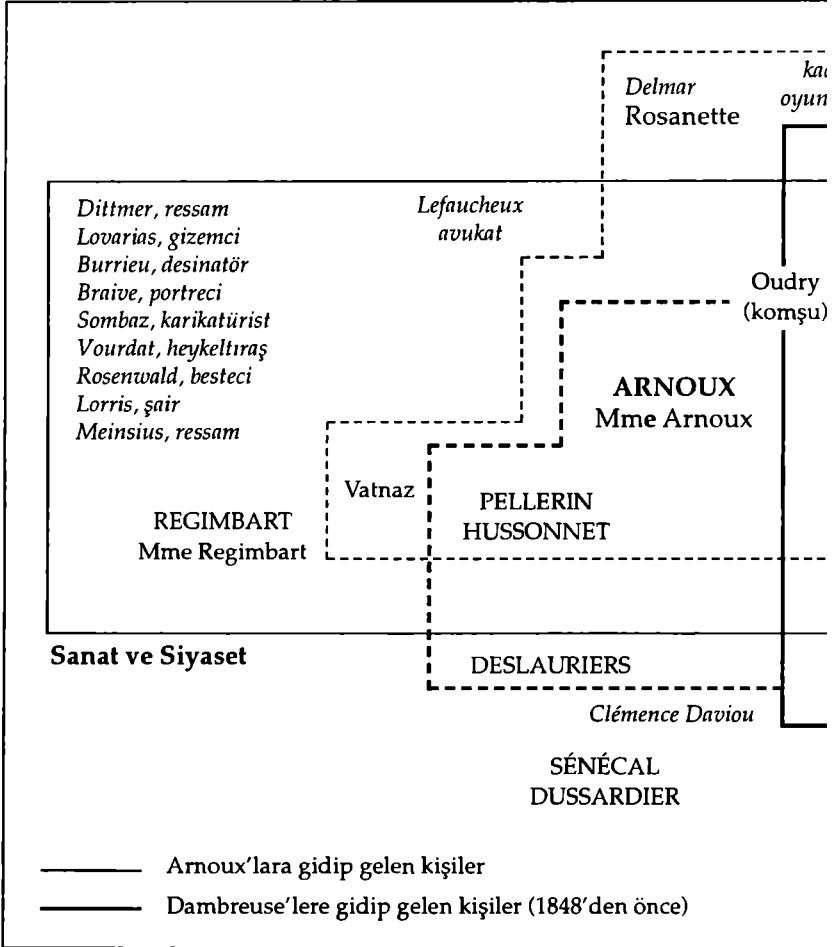 Delmar
Rosanette
Dittmer, ressam
Lovarias, gizemci
Burrieu, desinatör
Braive, portreci
Sombaz, karikatürist
Vourdat, heykeltıraş
Rosenwald, besteci
Lorris, şair
Meinsius, ressam
Lefaucheux
avukat
Oudry
(komşu)
ARNOUX
Mme Arnoux
Vatnaz
PELLERIN
HUSSONNET
REGIMBART
Mme Regimbart
Sanat ve Siyaset
DESLAURIERS
Clémence Daviou
SÉNÉCAL
DUSSARDIER
Arnoux'lara gidip gelen kişiler
Dambreuse'lere gidip gelen kişiler (1848'den önce)